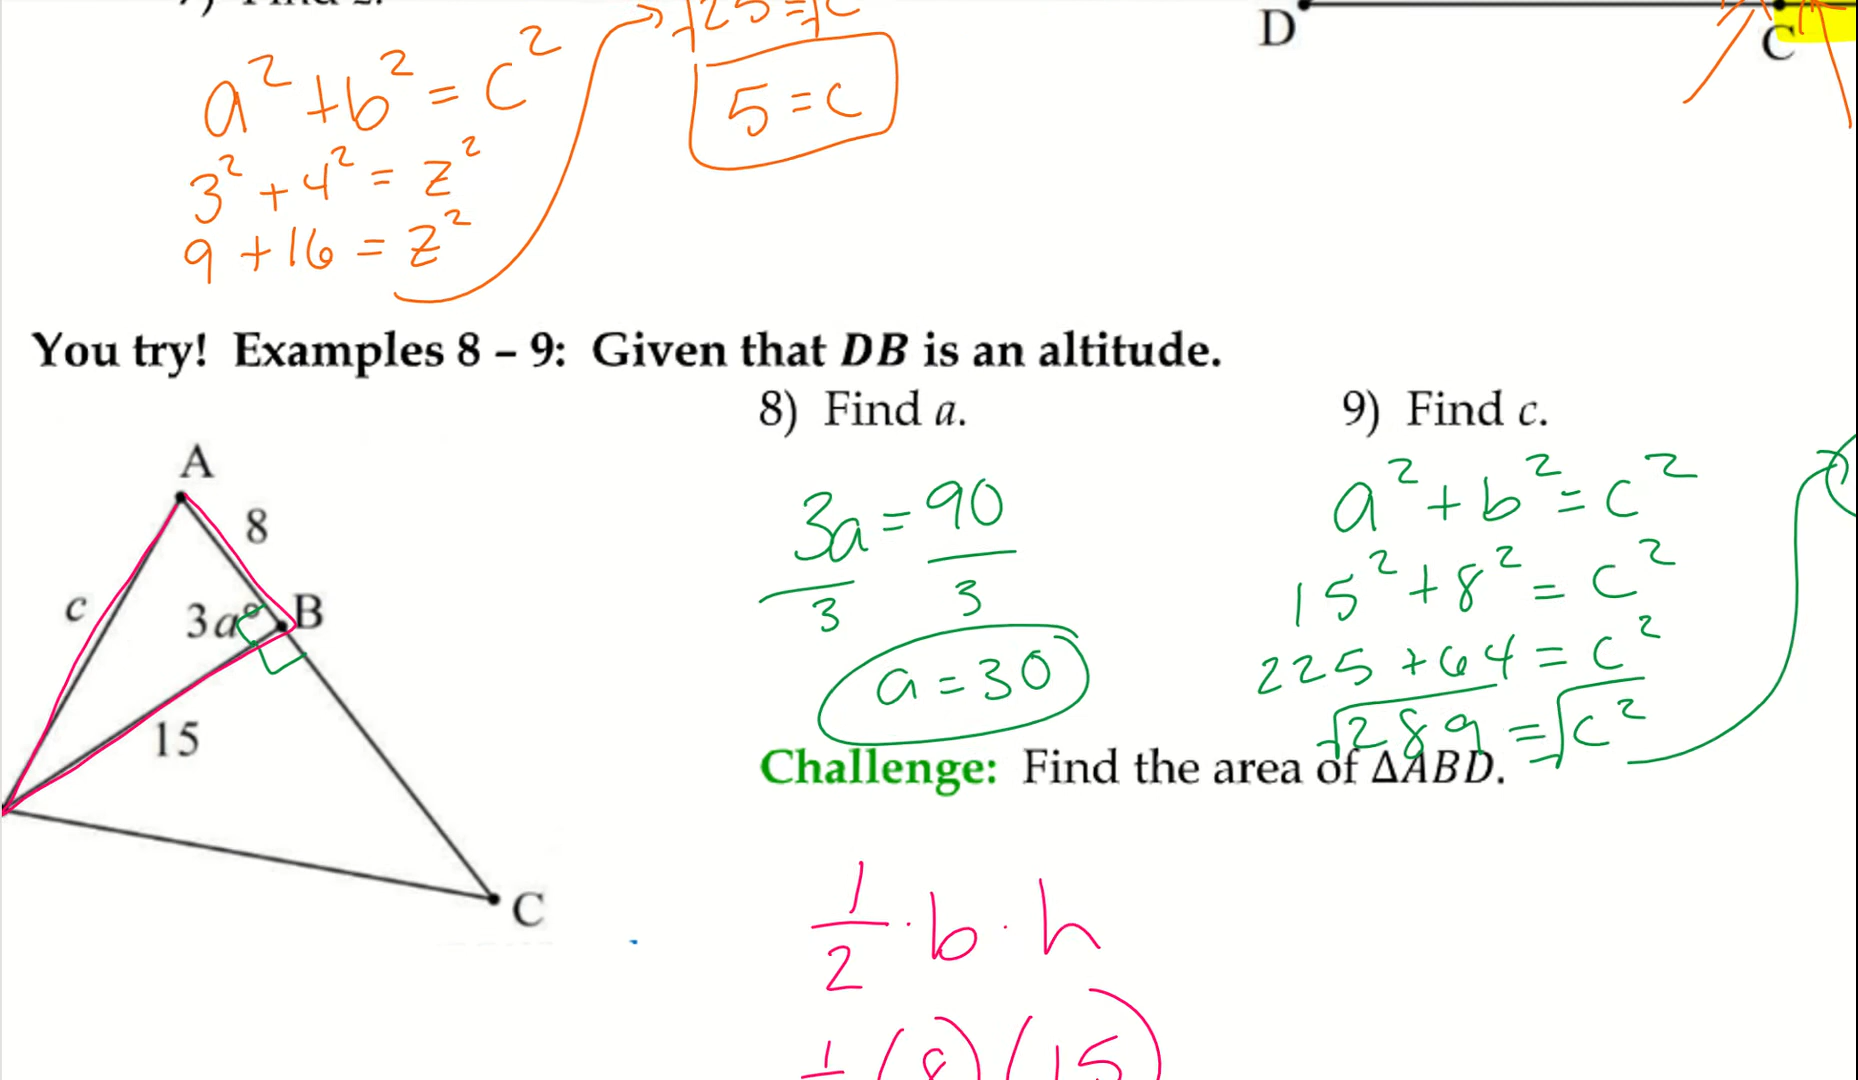 a² + b² = c²
3² + 4² = z²
9 + 16 = z²
5 = c
D
C
You try! Examples 8 – 9: Given that DB is an altitude.
8) Find a.
3a = 90
3 3
a = 30
9) Find c.
a² + b² = c²
15² + 8² = c²
225 + 64 = c²
√289 = √c²
A
8
c
3a°
B
15
C
Challenge: Find the area of ΔABD.
1/2 · b · h
(8)(15)